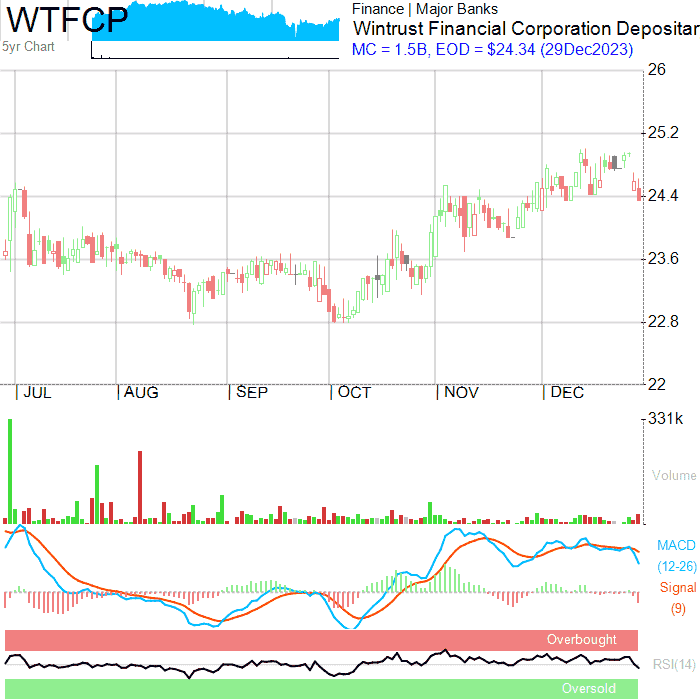 WTFCP
5yr Chart
Finance | Major Banks
Wintrust Financial Corporation Depositar
MC = 1.5B, EOD = $24.34 (29Dec2023)
26
25.2
24.4
23.6
22.8
22
| JUL | AUG | SEP | OCT | NOV | DEC
331k
Volume
MACD
(12-26)
Signal
(9)
Overbought
RSI(14)
Oversold